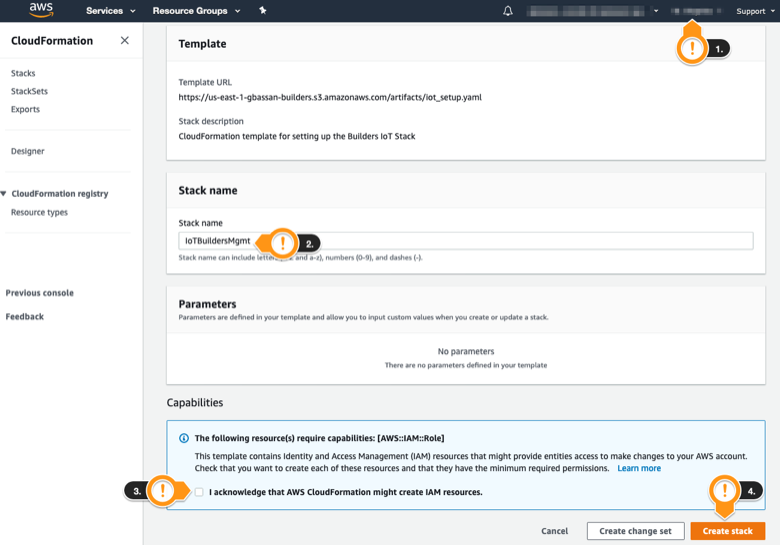 aws
Services
Resource Groups
Support
1.
CloudFormation
Stacks
StackSets
Exports
Designer
CloudFormation registry
Resource types
Previous console
Feedback
Template
Template URL
https://us-east-1-gbassan-builders.s3.amazonaws.com/artifacts/iot_setup.yaml
Stack description
CloudFormation template for setting up the Builders IoT Stack
Stack name
Stack name
IoTBuildersMgmt
2.
Stack name can include and a-z), numbers (0-9), and dashes (-).
Parameters
Parameters are defined in your template and allow you to input custom values when you create or update a stack.
No parameters
There are no parameters defined in your template
Capabilities
The following resource(s) require capabilities: [AWS::IAM::Role]
This template contains Identity and Access Management (IAM) resources that might provide entities access to make changes to your AWS account.
Check that you want to create each of these resources and that they have the minimum required permissions. Learn more
3.
I acknowledge that AWS CloudFormation might create IAM resources.
4.
Cancel
Create change set
Create stack